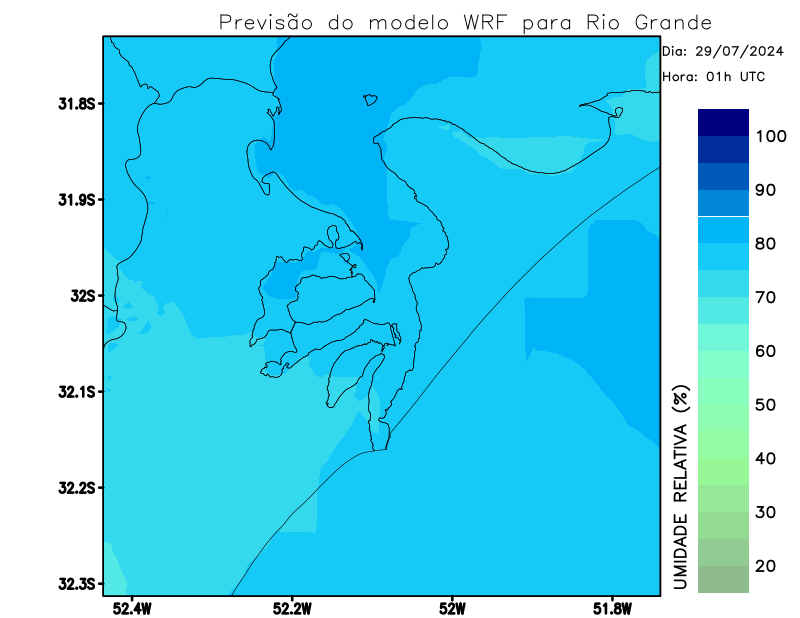 Previsão do modelo WRF para Rio Grande
Dia: 29/07/2024
Hora: 01h UTC
31.8S
31.9S
32S
32.1S
32.2S
32.3S
52.4W
52.2W
52W
51.8W
100
90
80
70
60
50
40
30
20
UMIDADE RELATIVA (%)